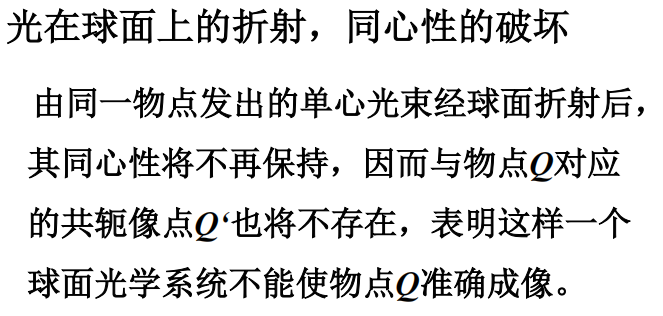 光在球面上的折射，同心性的破坏
由同一物点发出的单心光束经球面折射后，
其同心性将不再保持，因而与物点Q对应
的共轭像点Q‘也将不存在，表明这样一个
球面光学系统不能使物点Q准确成像。